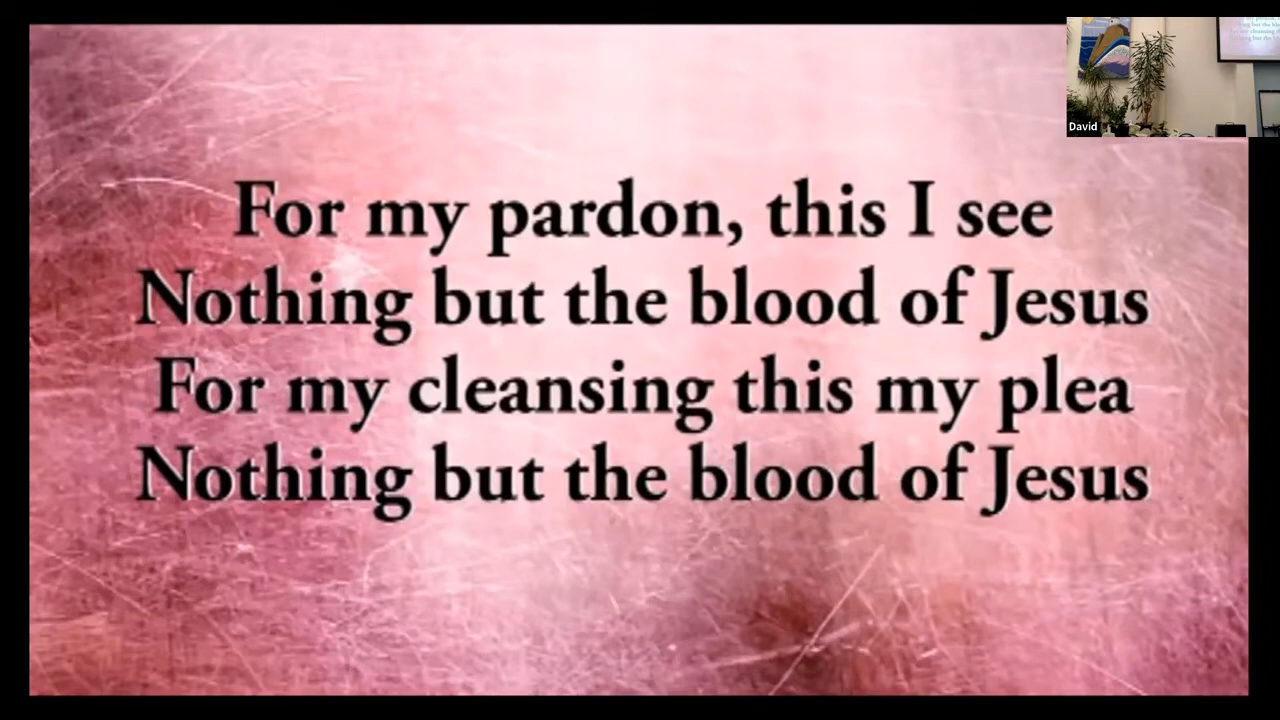 For my pardon, this I see
Nothing but the blood of Jesus
For my cleansing this my plea
Nothing but the blood of Jesus
David